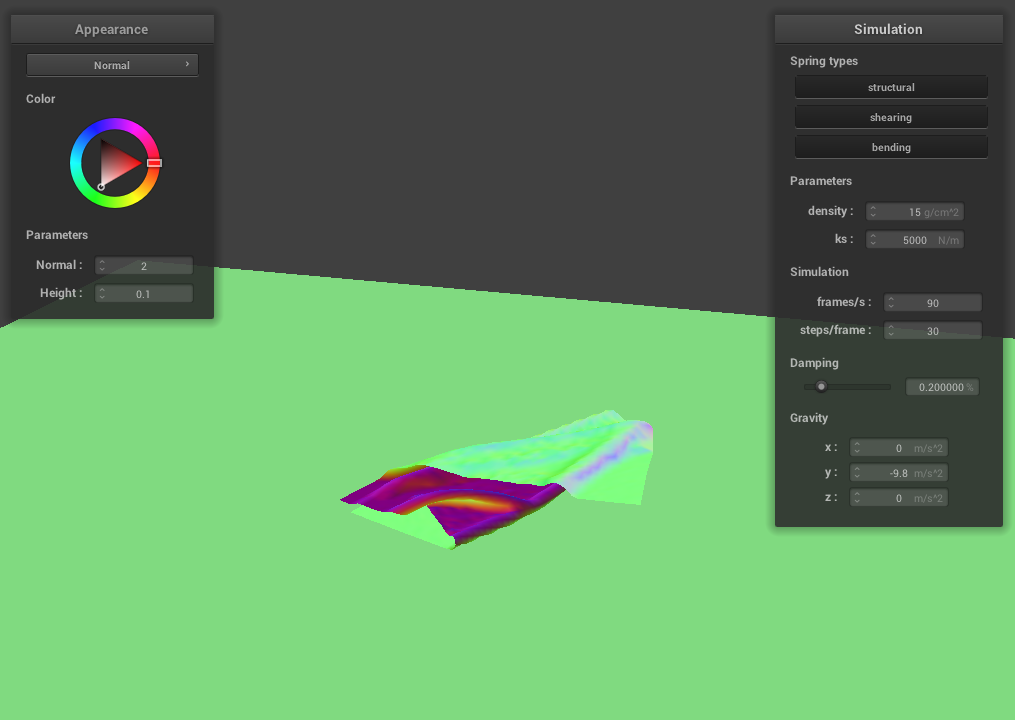 Appearance
Normal
Color
Parameters
Normal : 2
Height : 0.1
Simulation
Spring types
structural
shearing
bending
Parameters
density : 15 g/cm^2
ks : 5000 N/m
Simulation
frames/s : 90
steps/frame : 30
Damping
0.200000 %
Gravity
x : 0 m/s^2
y : -9.8 m/s^2
z : 0 m/s^2